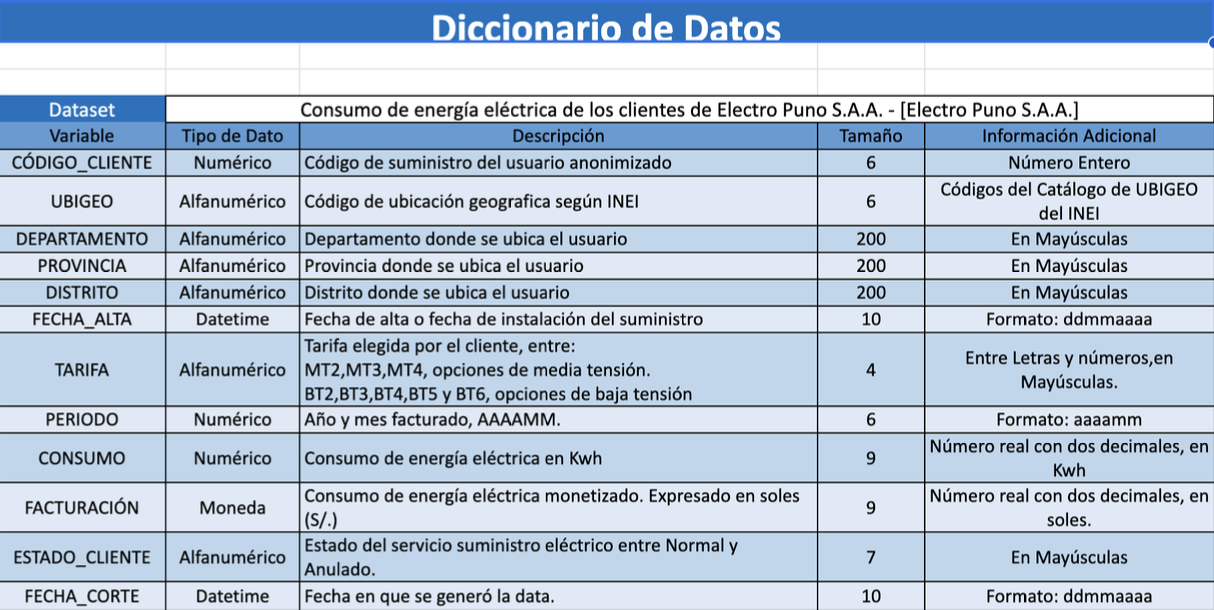 Diccionario de Datos
Dataset Consumo de energía eléctrica de los clientes de Electro Puno S.A.A. - [Electro Puno S.A.A.]
Variable Tipo de Dato Descripción Tamaño Información Adicional
CÓDIGO_CLIENTE Numérico Código de suministro del usuario anonimizado 6 Número Entero
UBIGEO Alfanumérico Código de ubicación geografica según INEI 6 Códigos del Catálogo de UBIGEO
del INEI
DEPARTAMENTO Alfanumérico Departamento donde se ubica el usuario 200 En Mayúsculas
PROVINCIA Alfanumérico Provincia donde se ubica el usuario 200 En Mayúsculas
DISTRITO Alfanumérico Distrito donde se ubica el usuario 200 En Mayúsculas
FECHA_ALTA Datetime Fecha de alta o fecha de instalación del suministro 10 Formato: ddmmaaaa
TARIFA Alfanumérico Tarifa elegida por el cliente, entre:
MT2,MT3,MT4, opciones de media tensión.
BT2,BT3,BT4,BT5 y BT6, opciones de baja tensión
4 Entre Letras y números,en
Mayúsculas.
PERIODO Numérico Año y mes facturado, AAAAMM. 6 Formato: aaaamm
CONSUMO Numérico Consumo de energía eléctrica en Kwh 9 Número real con dos decimales, en
Kwh
FACTURACIÓN Moneda Consumo de energía eléctrica monetizado. Expresado en soles
(S/.)
9 Número real con dos decimales, en
soles.
ESTADO_CLIENTE Alfanumérico Estado del servicio suministro eléctrico entre Normal y
Anulado.
7 En Mayúsculas
FECHA_CORTE Datetime Fecha en que se generó la data. 10 Formato: ddmmaaaa